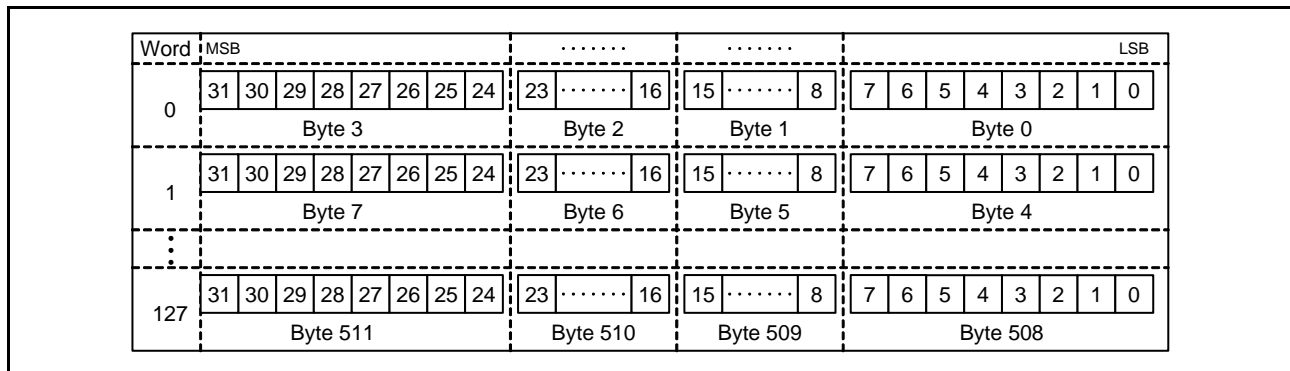 Word MSB ······· ······· LSB
0 31 30 29 28 27 26 25 24 23 ······· 16 15 ······· 8 7 6 5 4 3 2 1 0
Byte 3 Byte 2 Byte 1 Byte 0
1 31 30 29 28 27 26 25 24 23 ······· 16 15 ······· 8 7 6 5 4 3 2 1 0
Byte 7 Byte 6 Byte 5 Byte 4
⋮
127 31 30 29 28 27 26 25 24 23 ······· 16 15 ······· 8 7 6 5 4 3 2 1 0
Byte 511 Byte 510 Byte 509 Byte 508